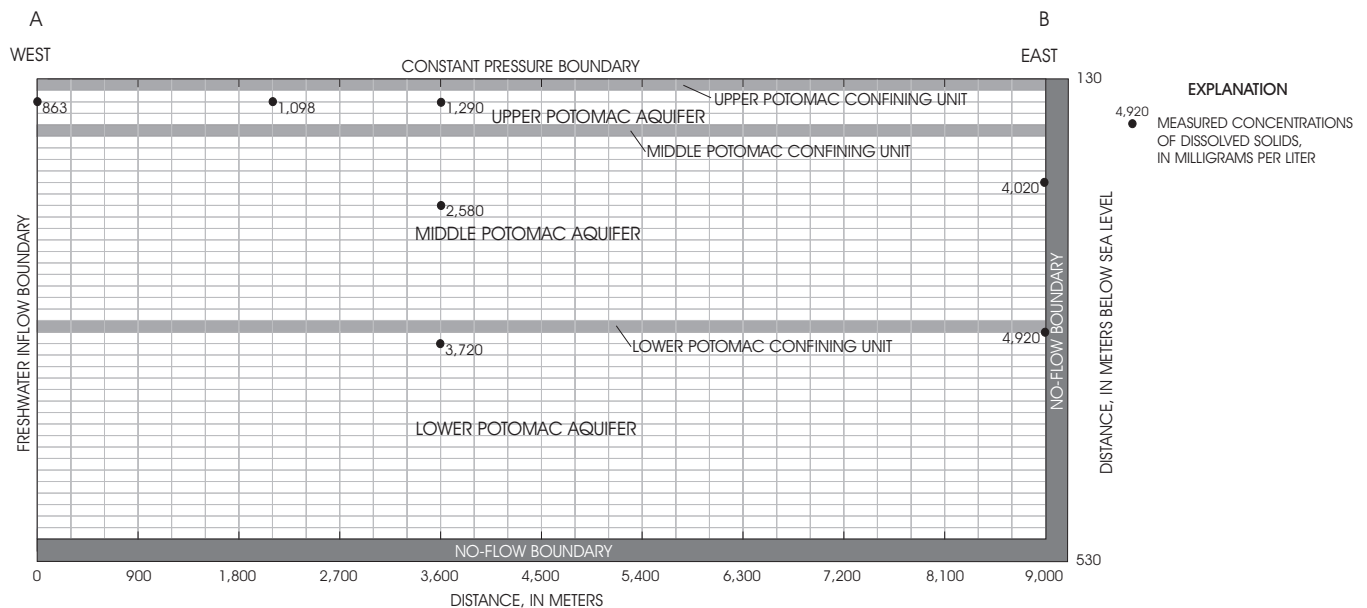 A
B
WEST
EAST
CONSTANT PRESSURE BOUNDARY
130
863
1,098
1,290
UPPER POTOMAC CONFINING UNIT
UPPER POTOMAC AQUIFER
MIDDLE POTOMAC CONFINING UNIT
EXPLANATION
4,920
MEASURED CONCENTRATIONS
OF DISSOLVED SOLIDS,
IN MILLIGRAMS PER LITER
4,020
2,580
MIDDLE POTOMAC AQUIFER
FRESHWATER INFLOW BOUNDARY
NO-FLOW BOUNDARY
DISTANCE, IN METERS BELOW SEA LEVEL
4,920
LOWER POTOMAC CONFINING UNIT
3,720
LOWER POTOMAC AQUIFER
NO-FLOW BOUNDARY
530
0 900 1,800 2,700 3,600 4,500 5,400 6,300 7,200 8,100 9,000
DISTANCE, IN METERS